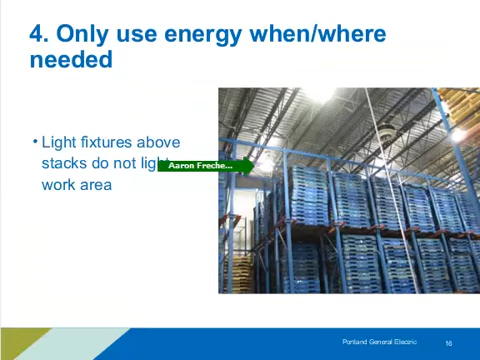 4. Only use energy when/where
needed
• Light fixtures above
stacks do not light
work area
Aaron Freche...
Portland General Electric
16